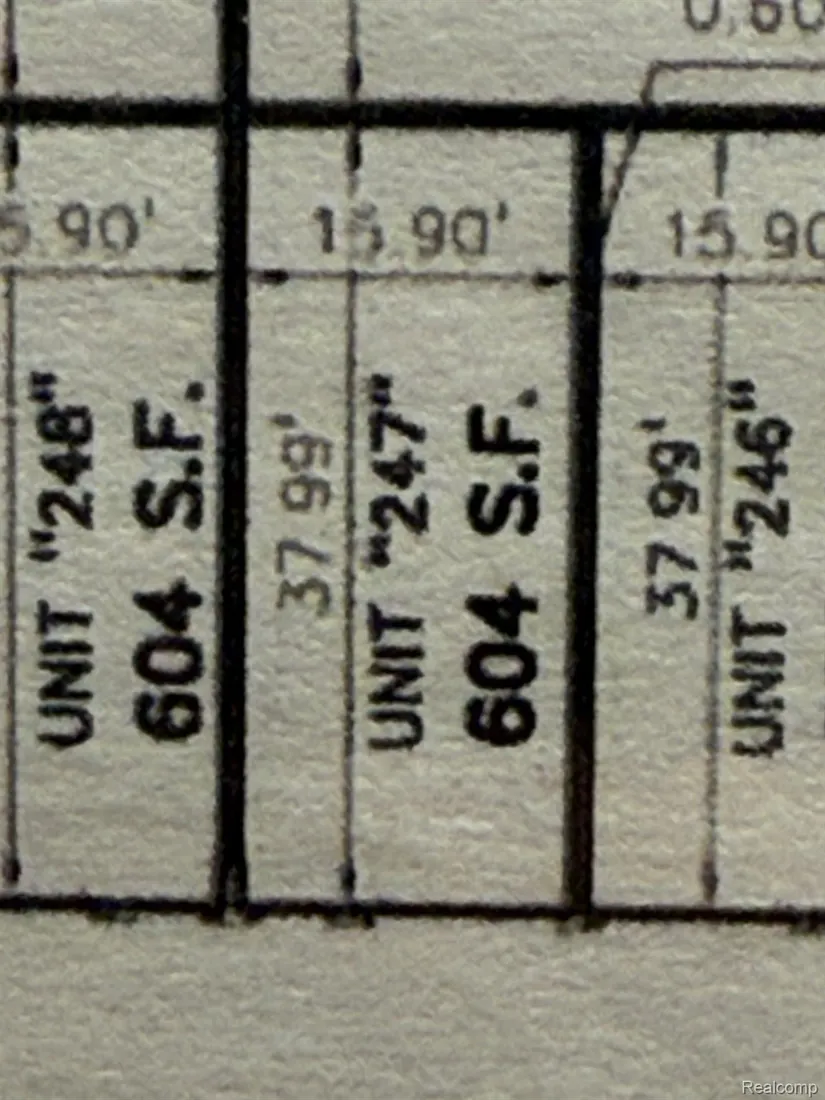 15.90'
15.90
UNIT "248"
604 S.F.
37.99'
UNIT "247"
604 S.F.
37.99'
UNIT "246"
Realcomp